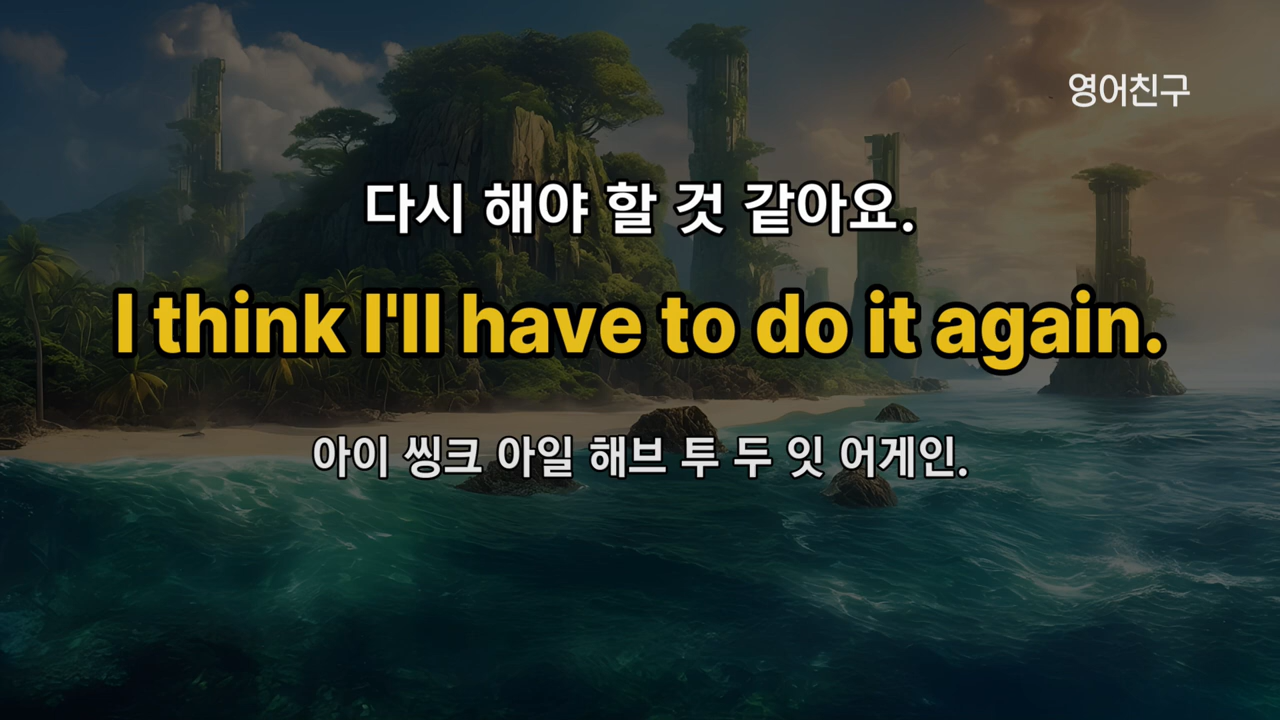 영어친구
다시 해야 할 것 같아요.
I think I'll have to do it again.
아이 씽크 아일 해브 투 두 잇 어게인.